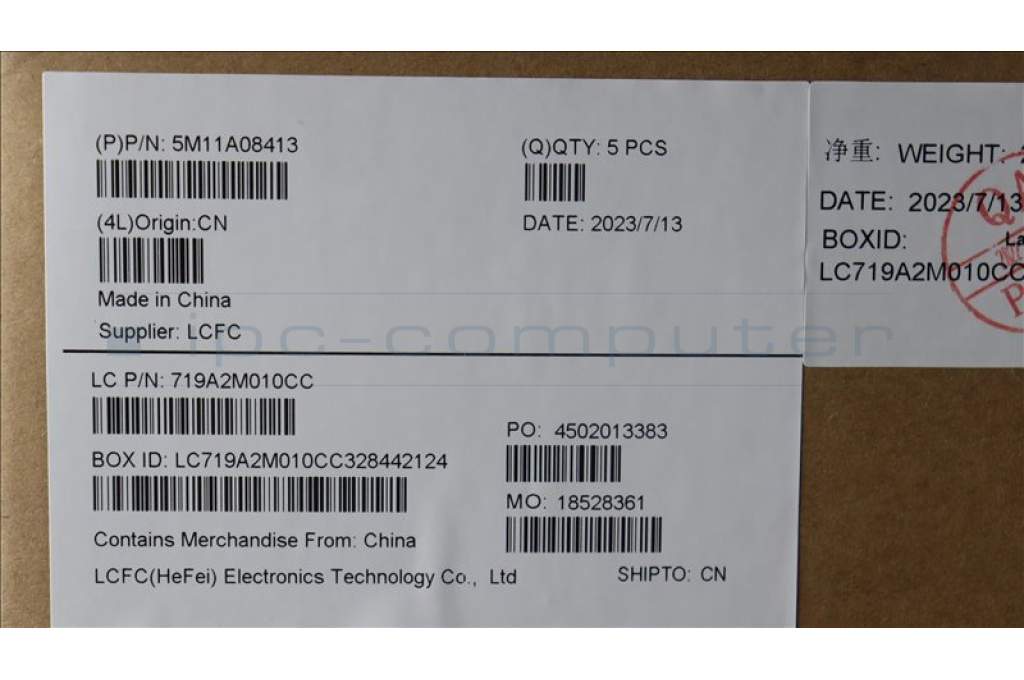 (P)P/N: 5M11A08413
(Q)QTY: 5 PCS
(4L)Origin:CN
DATE: 2023/7/13
Made in China
Supplier: LCFC
ipc-computer
LC P/N: 719A2M010CC
PO: 4502013383
BOX ID: LC719A2M010CC328442124
MO: 18528361
Contains Merchandise From: China
LCFC(HeFei) Electronics Technology Co., Ltd
SHIPTO: CN
净重: WEIGHT:
DATE: 2023/7/13
BOXID:
LC719A2M010CC